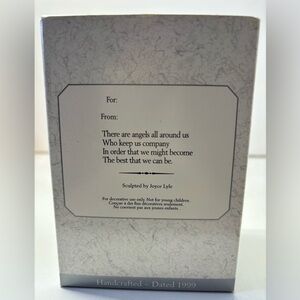 For:
From:
There are angels all around us
Who keep us company
In order that we might become
The best that we can be.
Sculpted by Joyce Lyle
For decorative use only. Not for young children.
Conçue à des fins décoratives seulement.
Ne convient pas aux jeunes enfants.
Handcrafted – Dated 1999